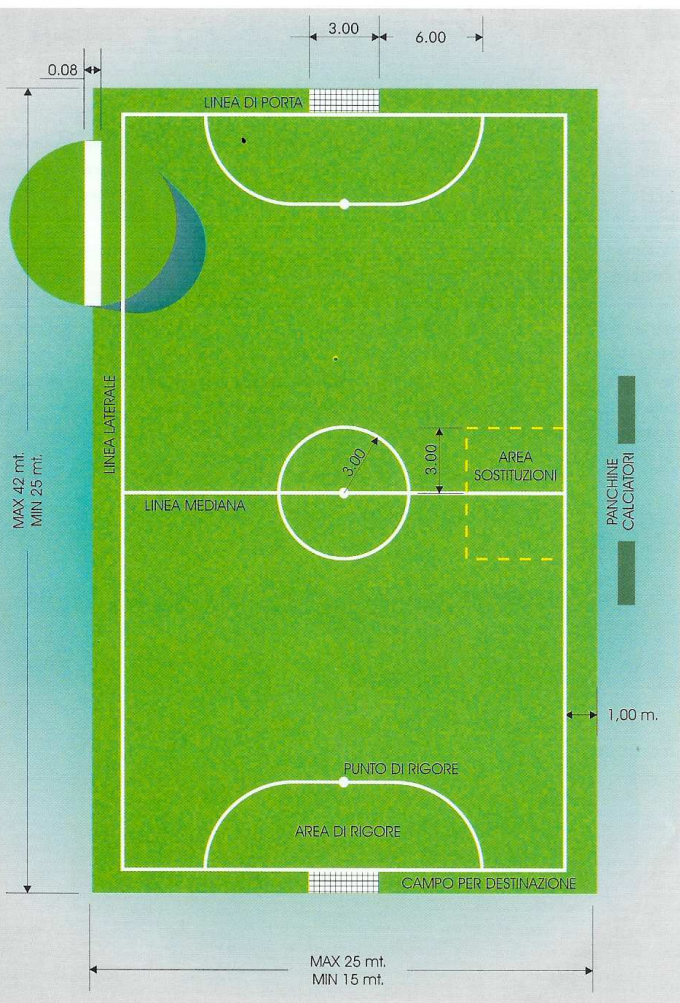 3.00
6.00
0.08
LINEA DI PORTA
LINEA LATERALE
MAX 42 mt.
MIN 25 mt.
3.00
3.00
AREA
SOSTITUZIONI
LINEA MEDIANA
PANCHINE
CALCIATORI
1,00 m.
PUNTO DI RIGORE
AREA DI RIGORE
CAMPO PER DESTINAZIONE
MAX 25 mt.
MIN 15 mt.